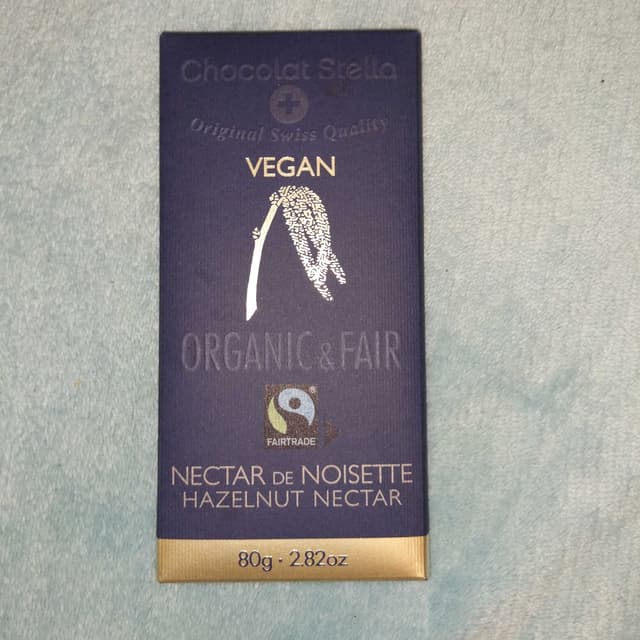 Chocolat Stella
Original Swiss Quality
VEGAN
ORGANIC & FAIR
®
FAIRTRADE
NECTAR DE NOISETTE
HAZELNUT NECTAR
80g · 2.82oz